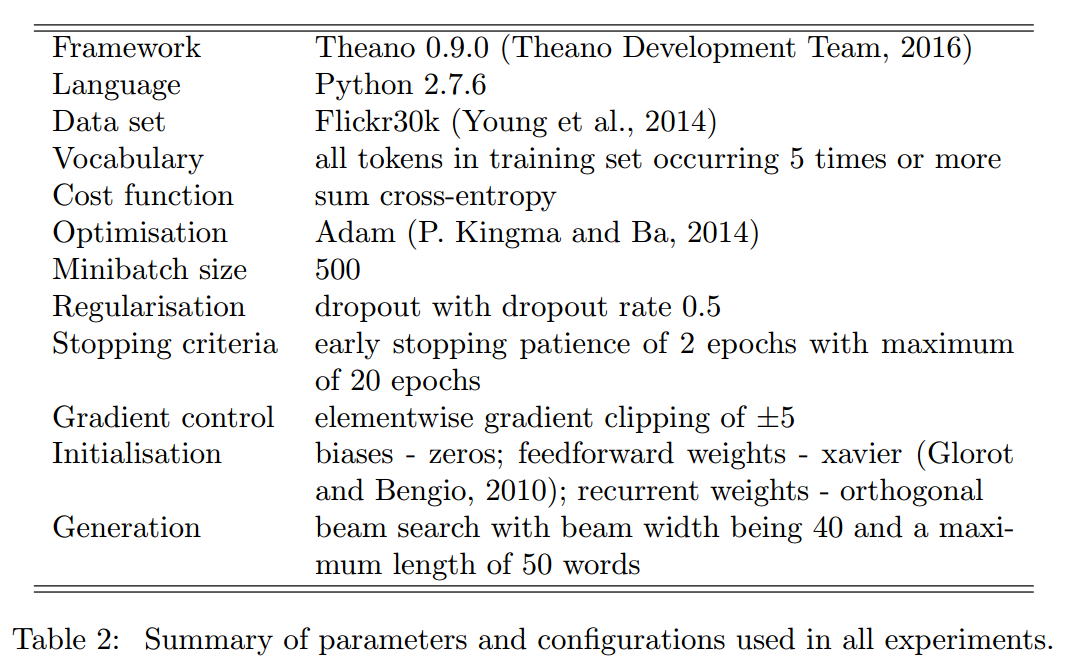 Framework Theano 0.9.0 (Theano Development Team, 2016)
Language Python 2.7.6
Data set Flickr30k (Young et al., 2014)
Vocabulary all tokens in training set occurring 5 times or more
Cost function sum cross-entropy
Optimisation Adam (P. Kingma and Ba, 2014)
Minibatch size 500
Regularisation dropout with dropout rate 0.5
Stopping criteria early stopping patience of 2 epochs with maximum
of 20 epochs
Gradient control elementwise gradient clipping of ±5
Initialisation biases - zeros; feedforward weights - xavier (Glorot
and Bengio, 2010); recurrent weights - orthogonal
Generation beam search with beam width being 40 and a maxi-
mum length of 50 words
Table 2: Summary of parameters and configurations used in all experiments.